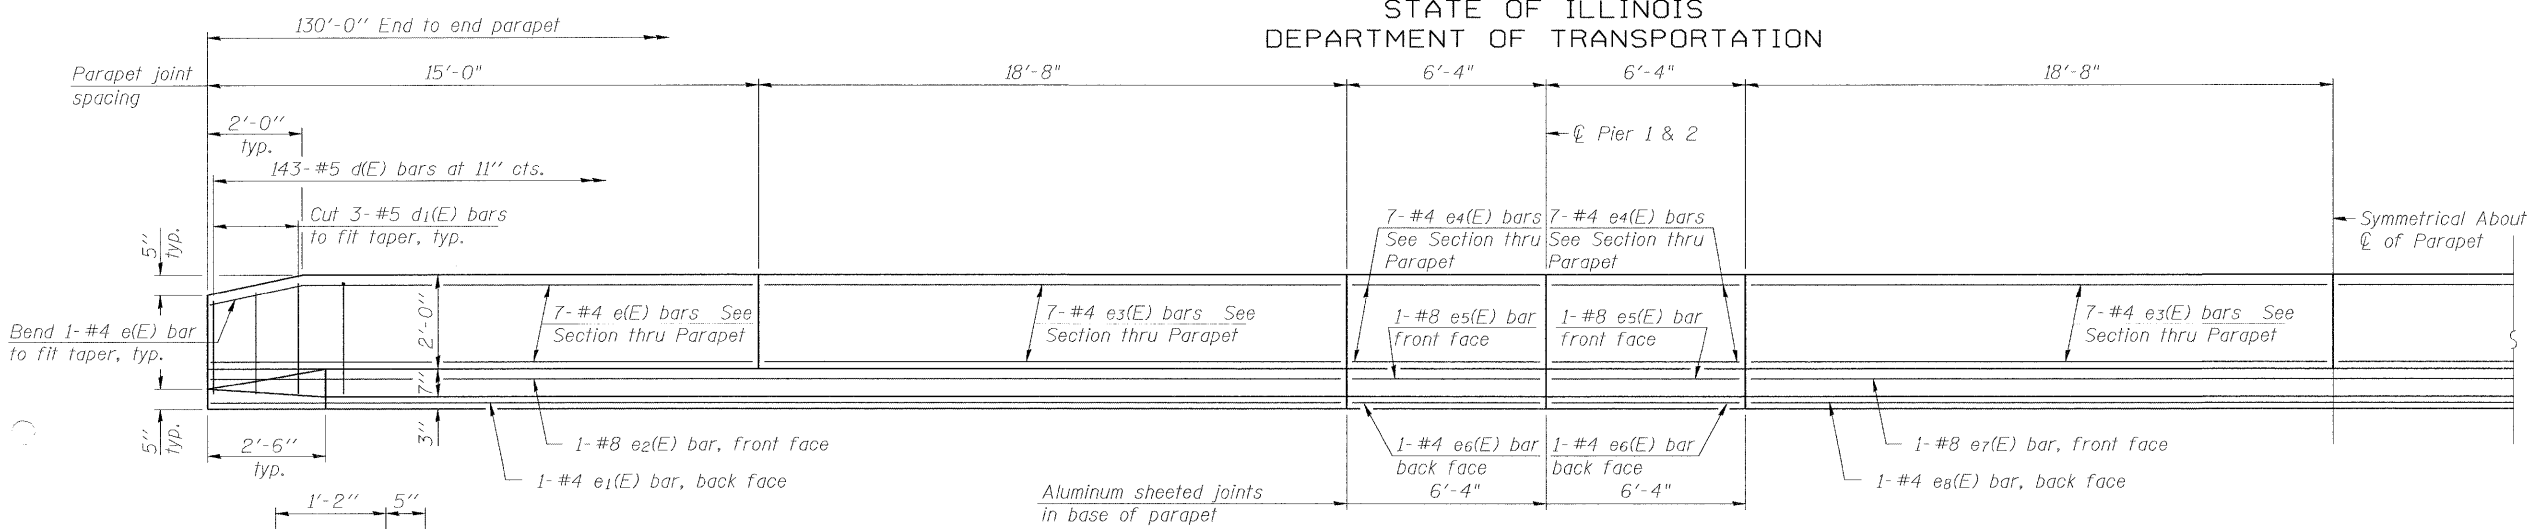 STATE OF ILLINOIS
DEPARTMENT OF TRANSPORTATION
130'-0" End to end parapet
Parapet joint
spacing
15'-0"
18'-8"
6'-4"
6'-4"
18'-8"
2'-0"
typ.
℄ Pier 1 & 2
143-#5 d(E) bars at 11" cts.
Cut 3-#5 d1(E) bars
to fit taper, typ.
7-#4 e4(E) bars
See Section thru
Parapet
7-#4 e4(E) bars
See Section thru
Parapet
Symmetrical About
℄ of Parapet
5"
typ.
Bend 1-#4 e(E) bar
to fit taper, typ.
7-#4 e(E) bars See
Section thru Parapet
2'-0"
7-#4 e3(E) bars See
Section thru Parapet
1-#8 e5(E) bar
front face
1-#8 e5(E) bar
front face
7-#4 e3(E) bars See
Section thru Parapet
7"
3"
5"
typ.
2'-6"
typ.
1-#8 e2(E) bar, front face
1-#4 e1(E) bar, back face
1-#4 e6(E) bar
back face
1-#4 e6(E) bar
back face
1-#8 e7(E) bar, front face
1-#4 e8(E) bar, back face
Aluminum sheeted joints
in base of parapet
6'-4"
6'-4"
1'-2"
5"